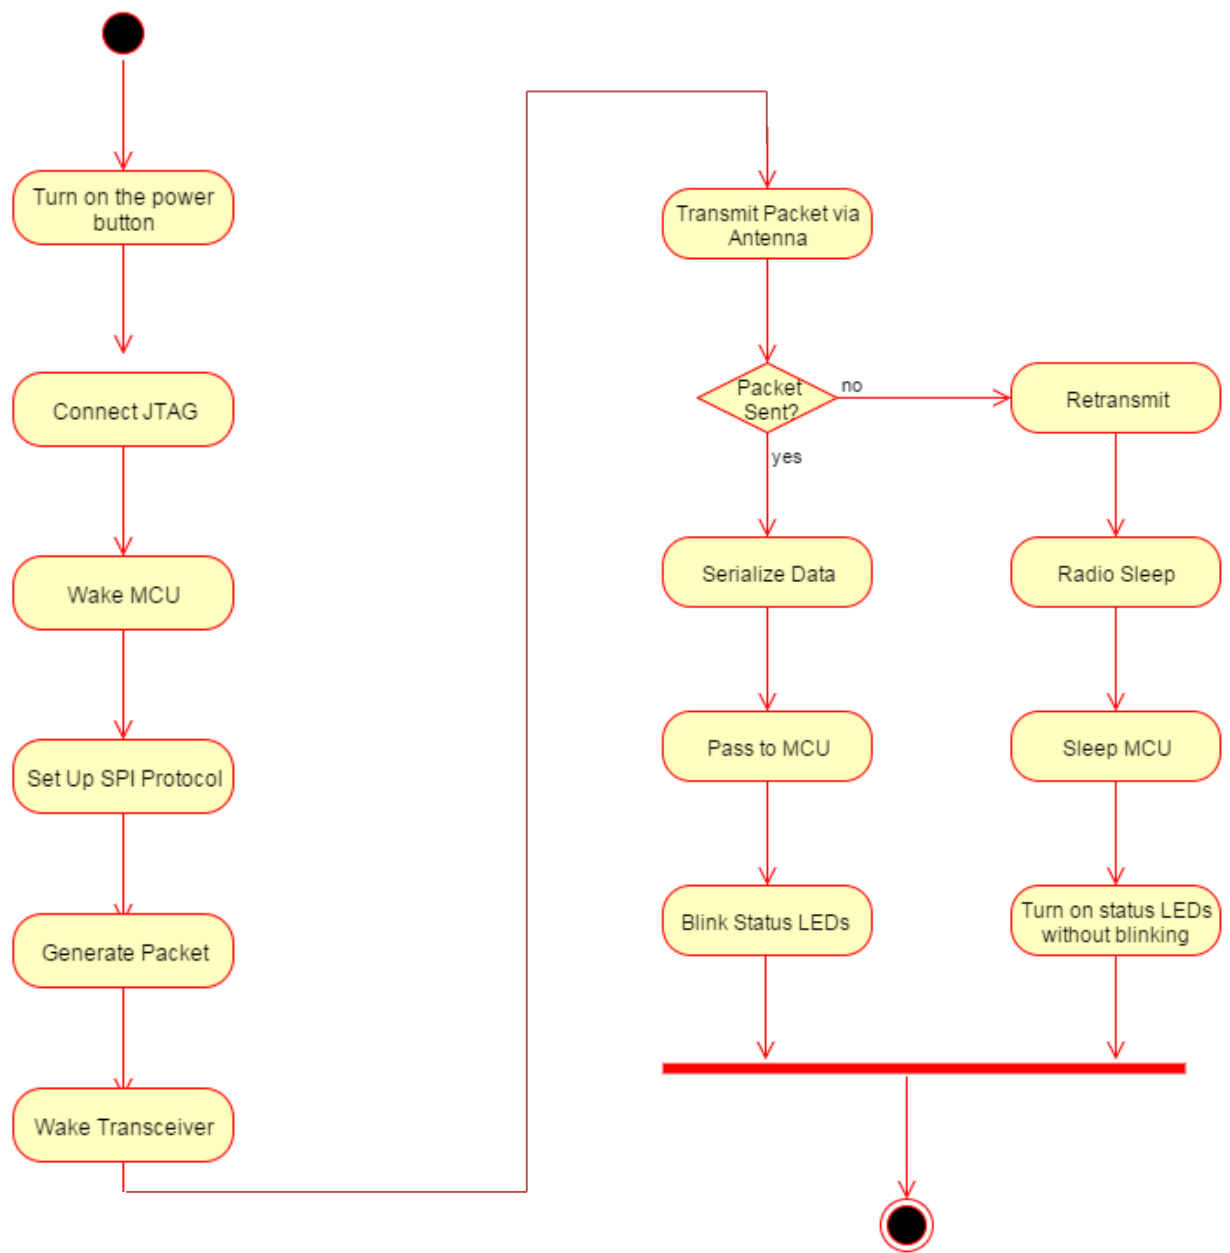 Turn on the power
button
Connect JTAG
Wake MCU
Set Up SPI Protocol
Generate Packet
Wake Transceiver
Transmit Packet via
Antenna
Packet
Sent?
no
yes
Retransmit
Serialize Data
Radio Sleep
Pass to MCU
Sleep MCU
Blink Status LEDs
Turn on status LEDs
without blinking